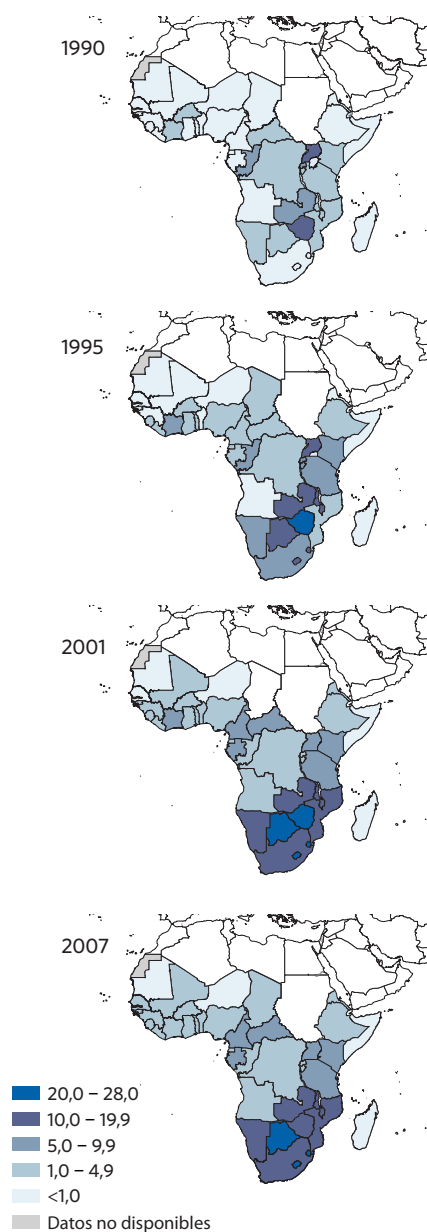 1990
1995
2001
2007
20,0 – 28,0
10,0 – 19,9
5,0 – 9,9
1,0 – 4,9
<1,0
Datos no disponibles